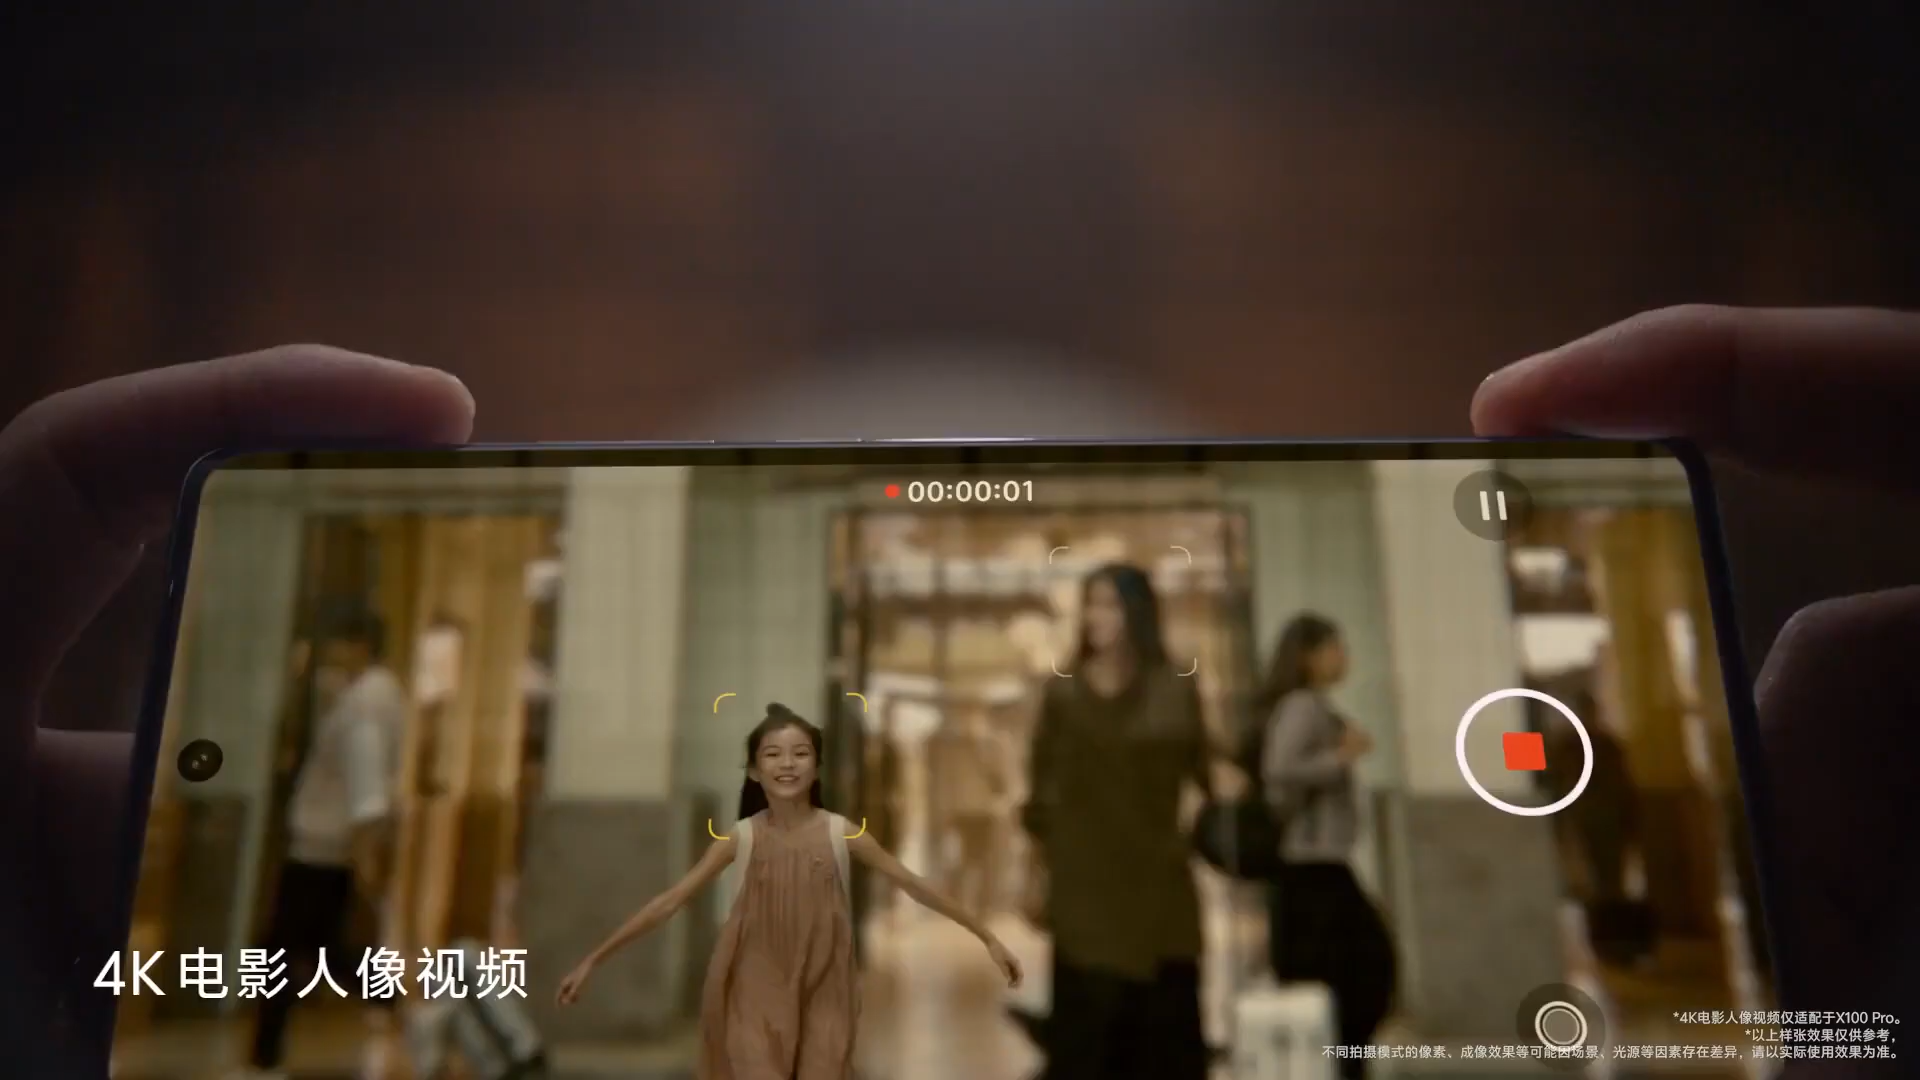 00:00:01
4K电影人像视频
*4K电影人像视频仅适配于X100 Pro。
*以上样张效果仅供参考，
不同拍摄模式的像素、成像效果等可能因场景、光源等因素存在差异，请以实际使用效果为准。